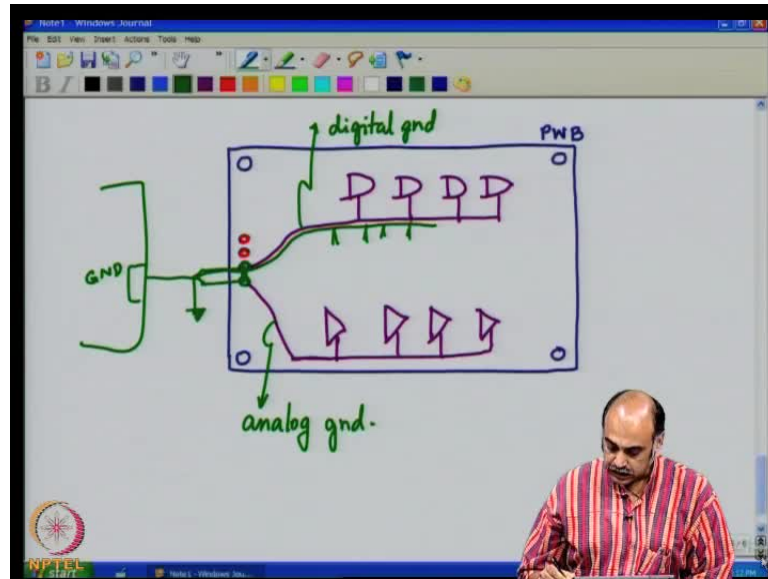 Note1 - Windows Journal
File Edit View Insert Actions Tools Help
B I
digital gnd
PWB
GND
analog gnd.
NPTEL
start
Note1 - Windows Jou...